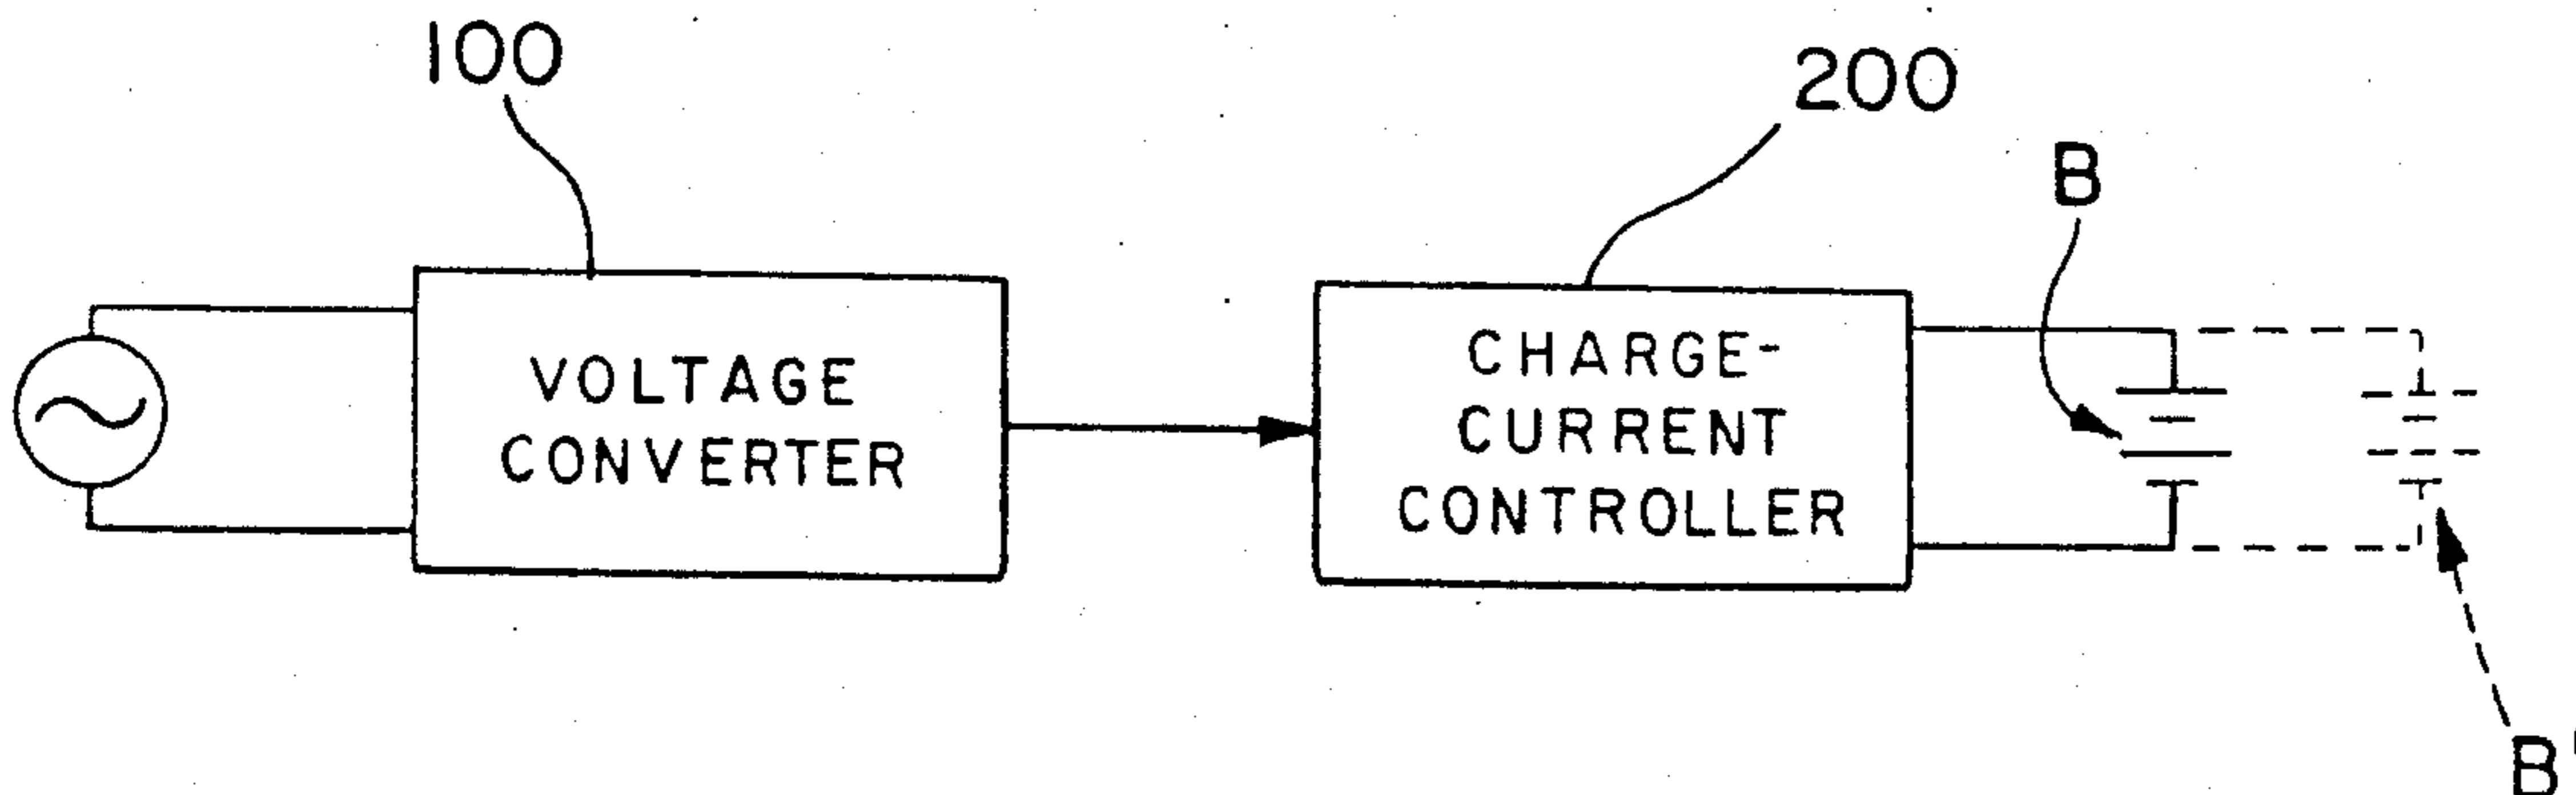 100
200
B
VOLTAGE
CONVERTER
CHARGE-
CURRENT
CONTROLLER
B'